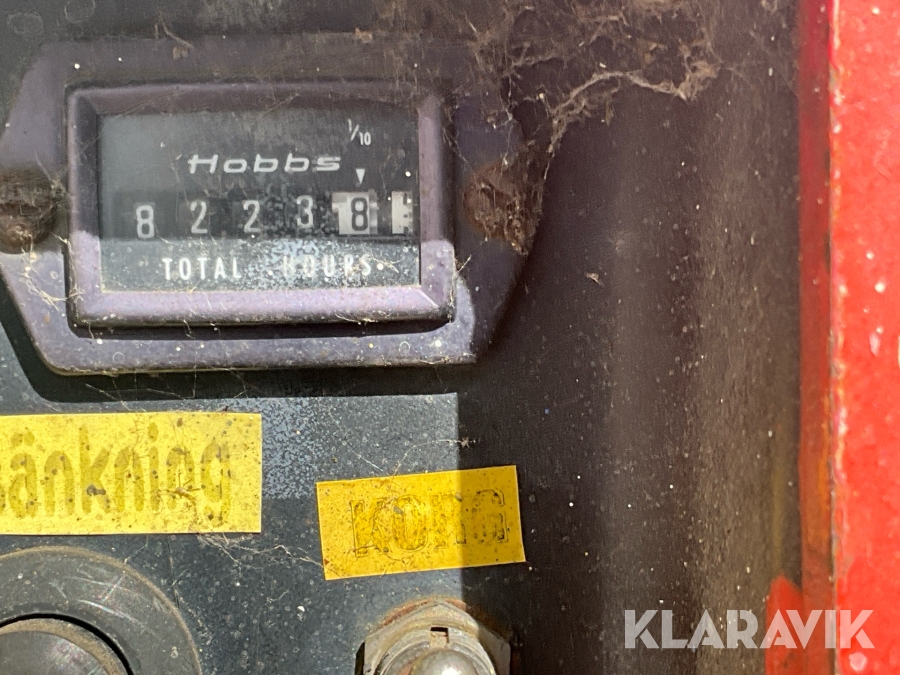 1/10
Hobbs
8 2 2 3 8
TOTAL HOURS
änkning
KORG
KLARAVIK